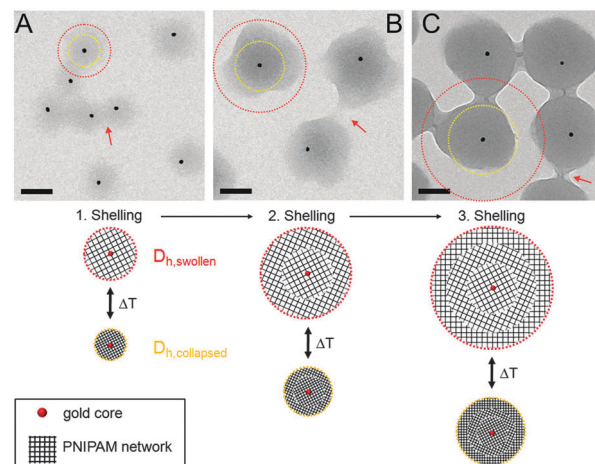 A
B
C
1. Shelling
2. Shelling
3. Shelling
Dh,swollen
ΔT
Dh,collapsed
ΔT
ΔT
gold core
PNIPAM network